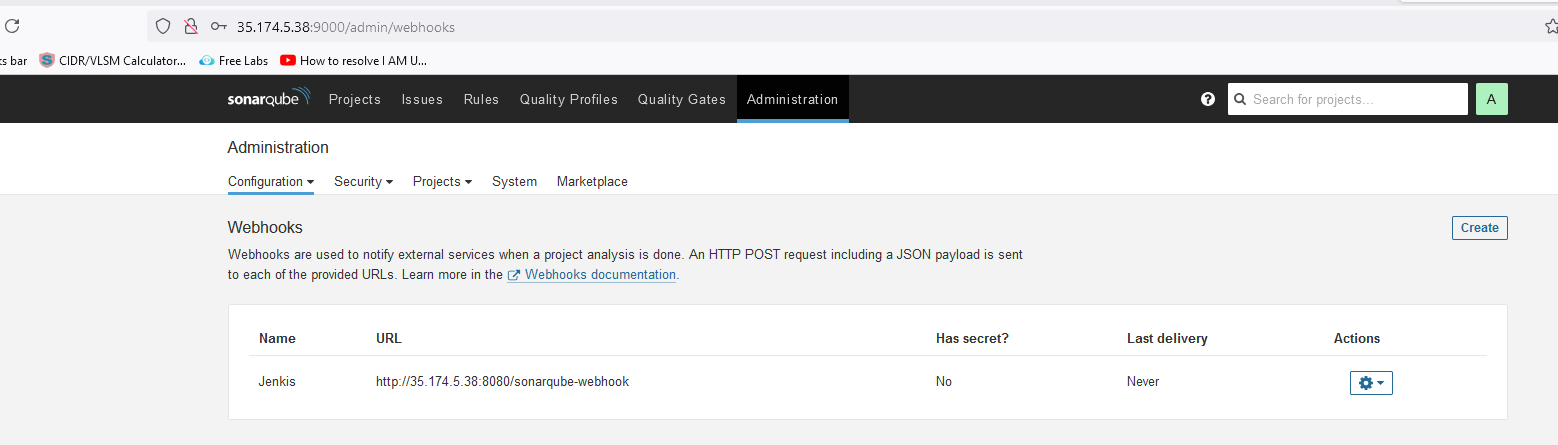 35.174.5.38:9000/admin/webhooks
ks bar CIDR/VLSM Calculator... Free Labs How to resolve I AM U...
sonarqube Projects Issues Rules Quality Profiles Quality Gates Administration ? Search for projects... A
Administration
Configuration Security Projects System Marketplace
Webhooks Create
Webhooks are used to notify external services when a project analysis is done. An HTTP POST request including a JSON payload is sent
to each of the provided URLs. Learn more in the Webhooks documentation.
Name URL Has secret? Last delivery Actions
Jenkis http://35.174.5.38:8080/sonarqube-webhook No Never